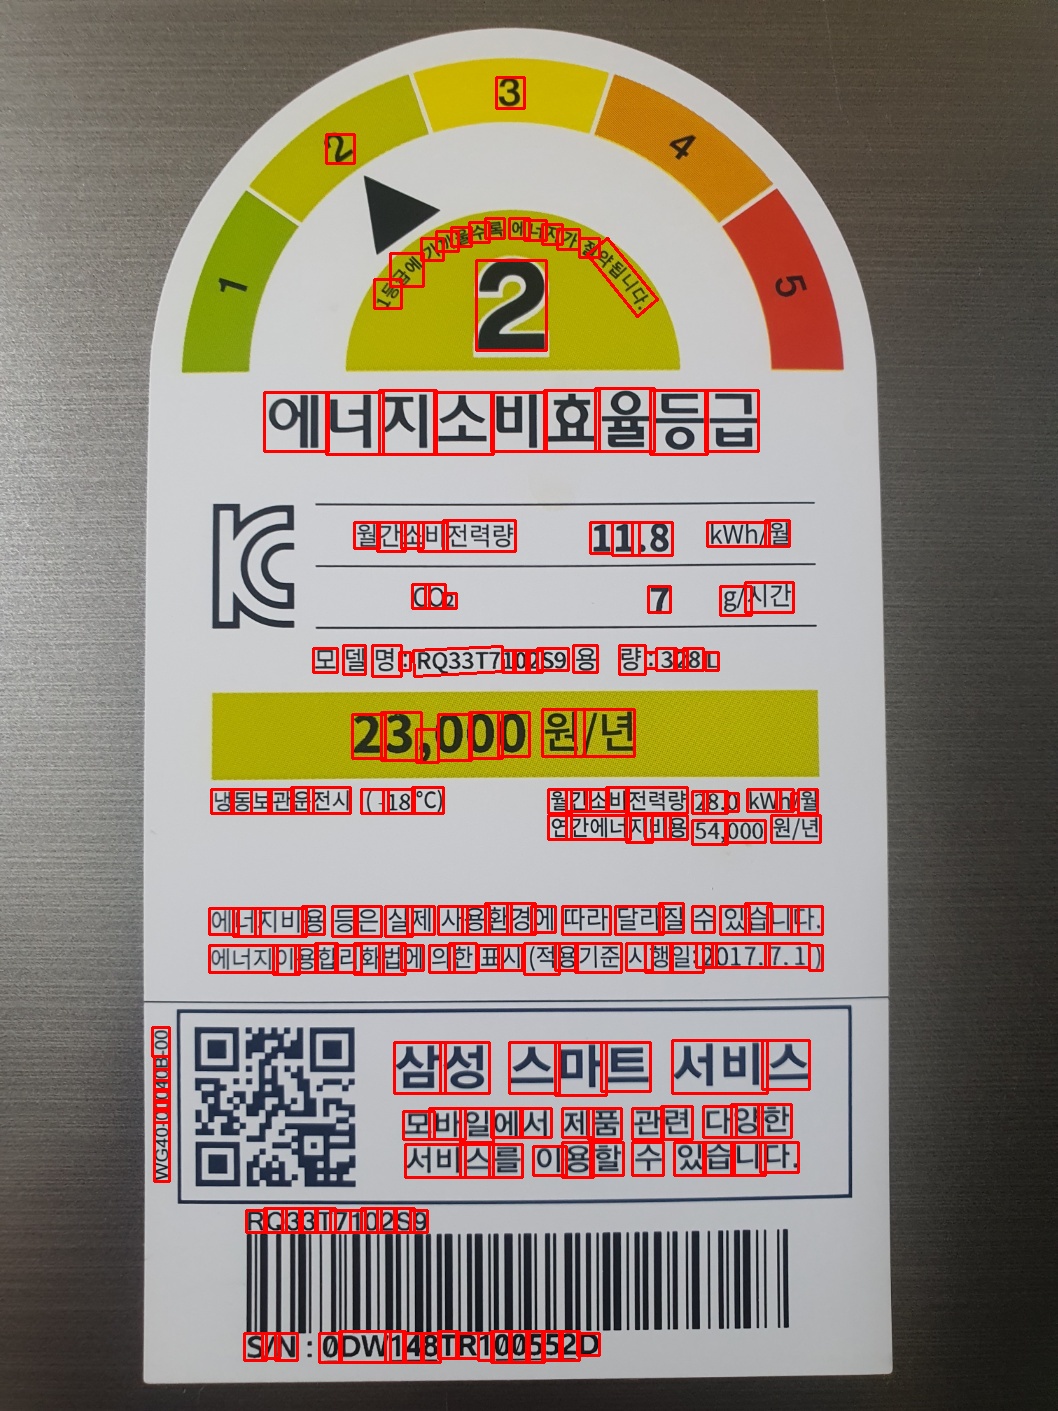 1 2 3 4 5
1등급에 가까울수록 에너지가 절약됩니다.
2
에너지소비효율등급
월간소비전력량 11.8 kWh/월
CO₂ 7 g/시간
모 델 명 : RQ33T7102S9 용 량 : 328 L
23,000 원/년
냉동보관운전시 ( -18 ℃) 월간소비전력량 28.0 kWh/월
연간에너지비용 54,000 원/년
에너지비용 등은 실제 사용환경에 따라 달라질 수 있습니다.
에너지이용합리화법에 의한 표시 (적용기준 시행일: 2017. 7. 1 )
삼성 스마트 서비스
모바일에서 제품 관련 다양한
서비스를 이용할 수 있습니다.
RQ33T7102S9
S/N : 0DW148TR100552D